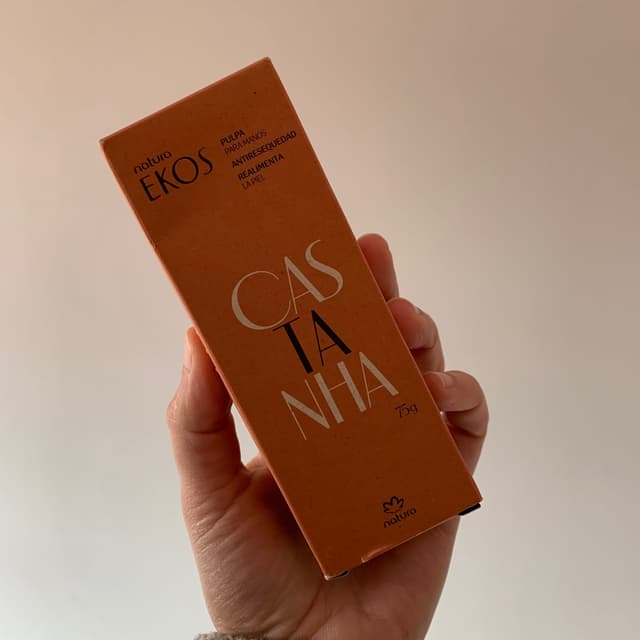 natura
EKOS
PULPA
PARA MANOS
ANTIRESEQUEDAD
REALIMENTA
LA PIEL
CAS
TA
NHA
75g
natura